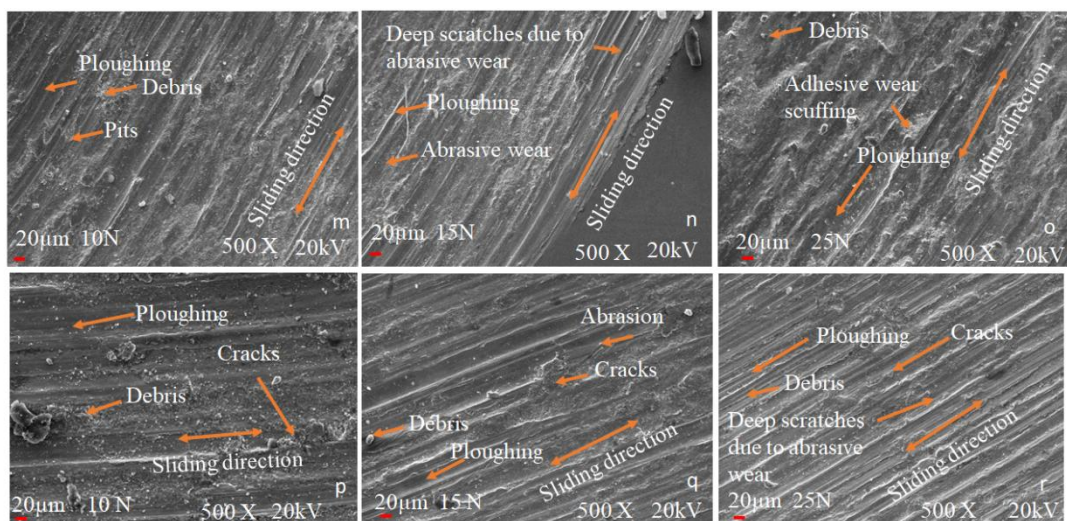 Ploughing
Debris
Pits
Sliding direction
m
20µm 10N
500 X 20kV
Deep scratches due to
abrasive wear
Ploughing
Abrasive wear
Sliding direction
n
20µm 15N
500 X 20kV
Debris
Adhesive wear
scuffing
Ploughing
Sliding direction
o
20µm 25N
500 X 20kV
Ploughing
Cracks
Debris
Sliding direction
p
20µm 10 N
500 X 20kV
Abrasion
Cracks
Debris
Ploughing
Sliding direction
q
20µm 15 N
500 X 20kV
Ploughing
Cracks
Debris
Deep scratches
due to abrasive
wear
Sliding direction
r
20µm 25N
500 X 20kV